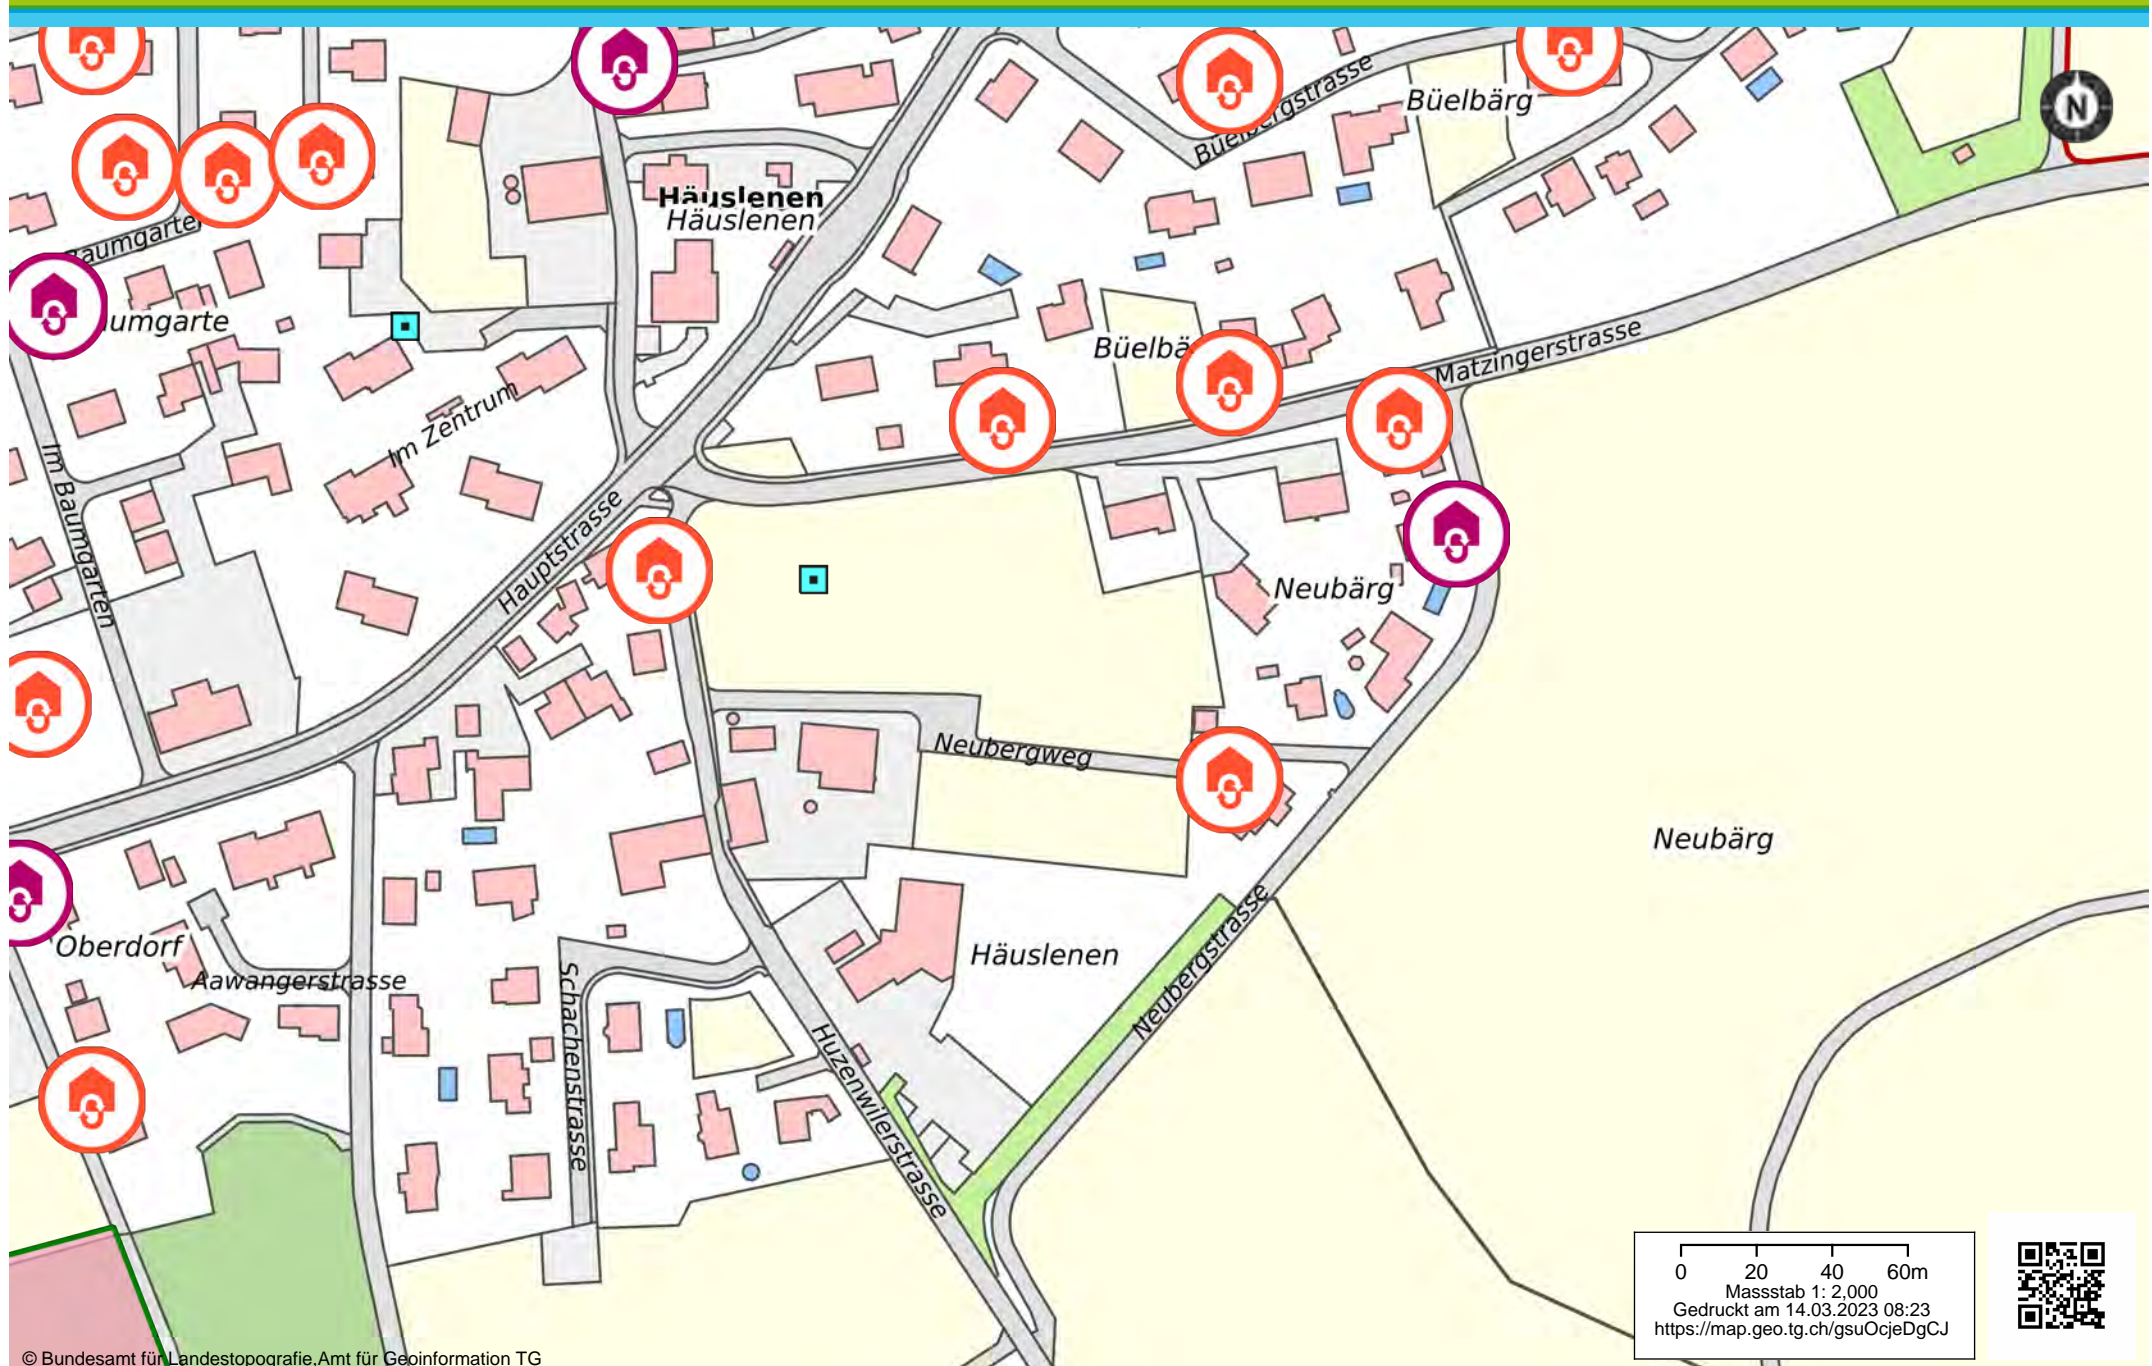 N
Büelbergstrasse
Büelbärg
Häuslenen
Häuslenen
Baumgarte
Im Zentrum
Matzingerstrasse
Im Baumgarten
Hauptstrasse
Neubärg
Neubergweg
Neubärg
Oberdorf
Aawangerstrasse
Schachenstrasse
Häuslenen
Neubergstrasse
Huzenwilerstrasse
0 20 40 60m
Massstab 1: 2,000
Gedruckt am 14.03.2023 08:23
https://map.geo.tg.ch/gsuOcjeDgCJ
© Bundesamt für Landestopografie,Amt für Geoinformation TG